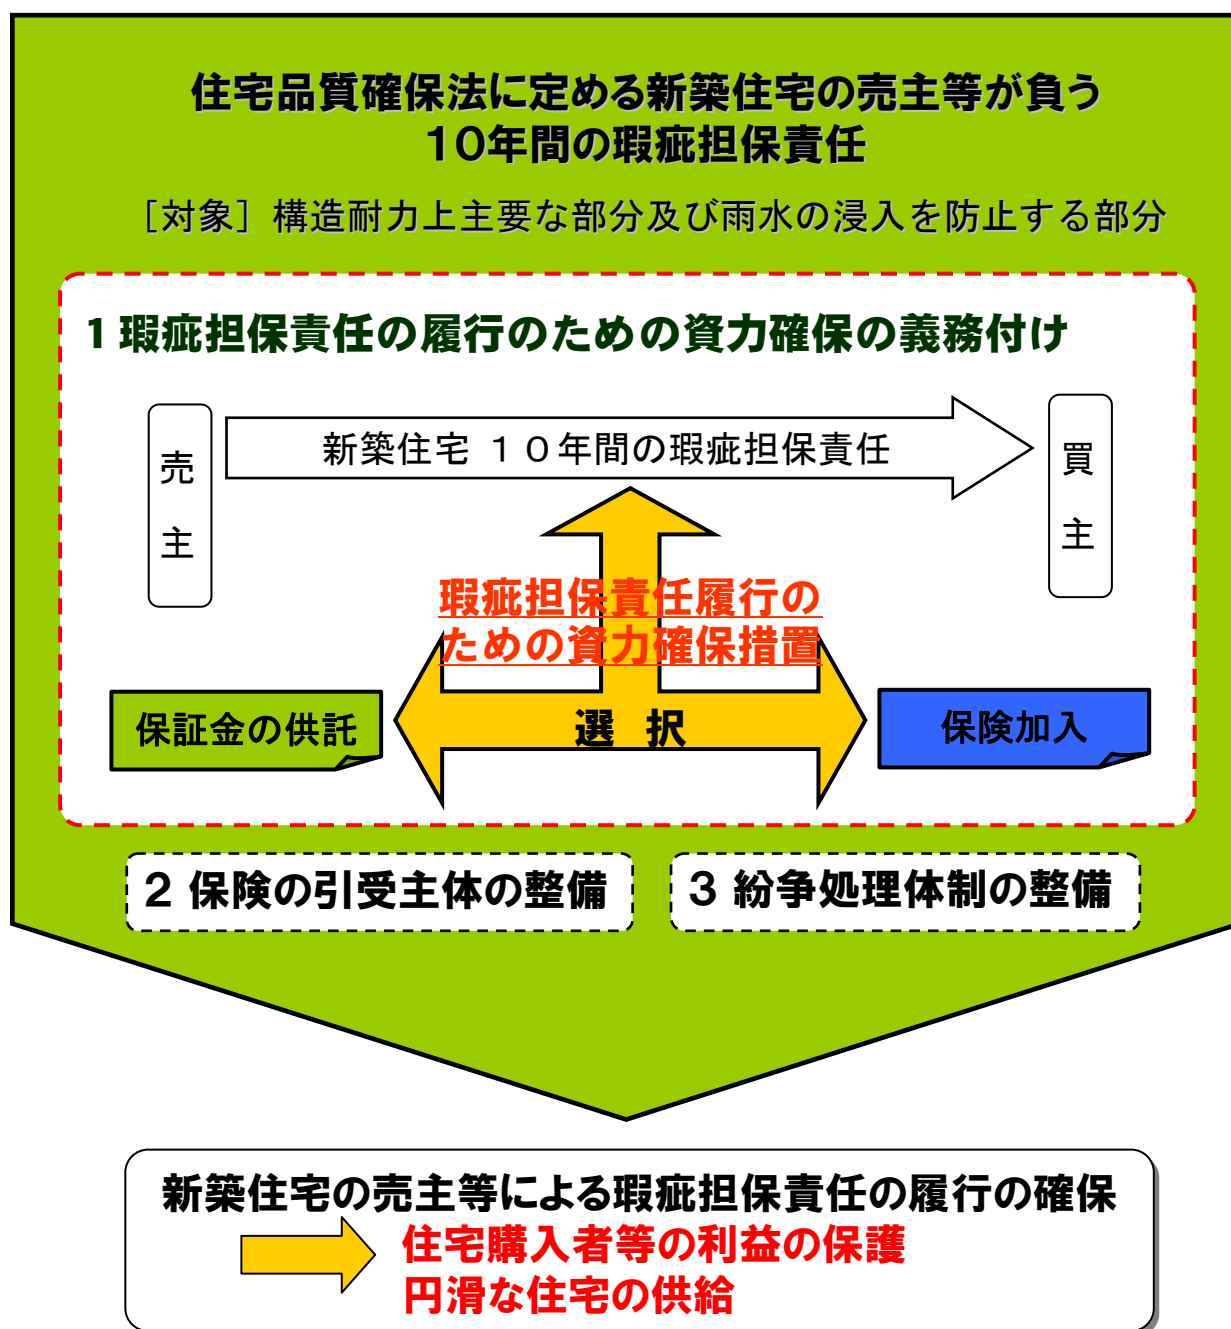 住宅品質確保法に定める新築住宅の売主等が負う
10年間の瑕疵担保責任
［対象］構造耐力上主要な部分及び雨水の浸入を防止する部分
1 瑕疵担保責任の履行のための資力確保の義務付け
売主
新築住宅 １０年間の瑕疵担保責任
買主
瑕疵担保責任履行の
ための資力確保措置
保証金の供託
選 択
保険加入
2 保険の引受主体の整備
3 紛争処理体制の整備
新築住宅の売主等による瑕疵担保責任の履行の確保
住宅購入者等の利益の保護
円滑な住宅の供給